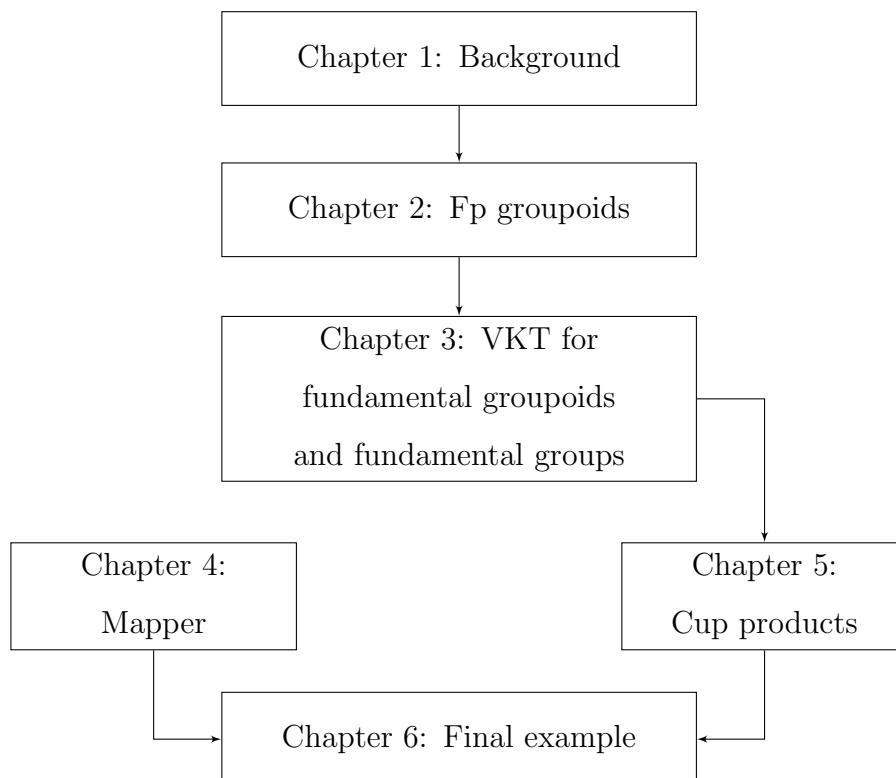 Chapter 1: Background
Chapter 2: Fp groupoids
Chapter 3: VKT for
fundamental groupoids
and fundamental groups
Chapter 4:
Mapper
Chapter 5:
Cup products
Chapter 6: Final example